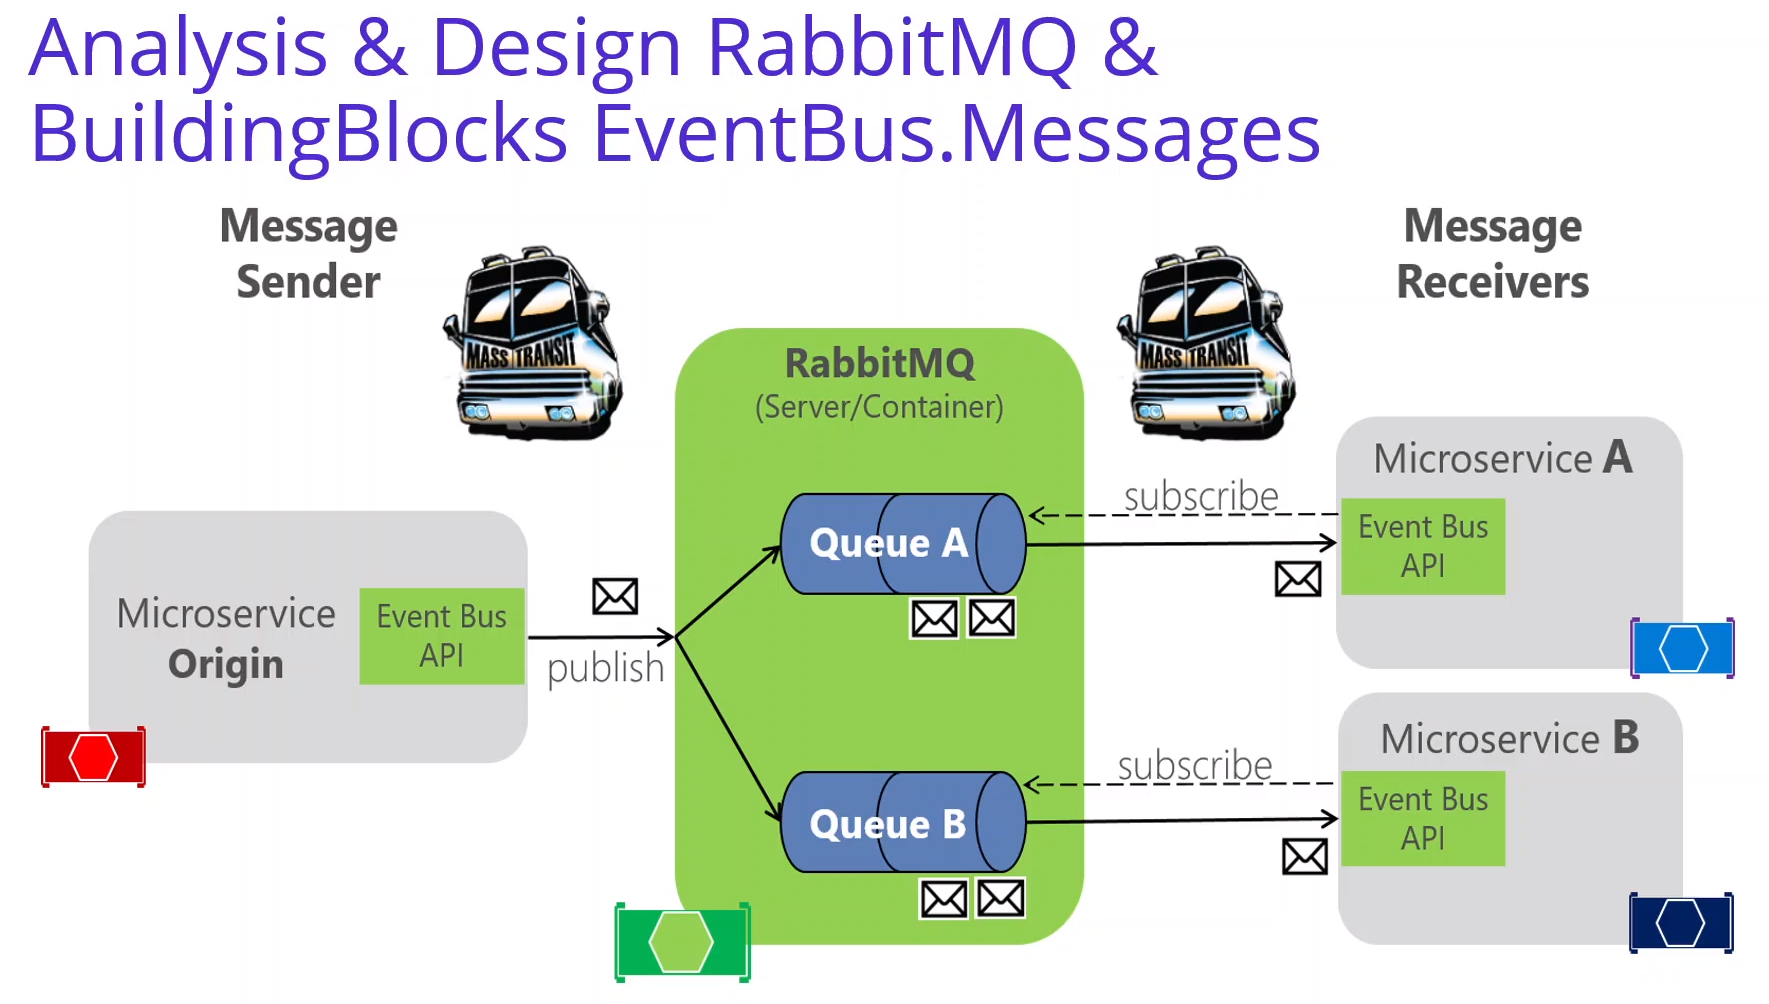 Analysis & Design RabbitMQ &
BuildingBlocks EventBus.Messages
Message
Sender
MASS TRANSIT
Message
Receivers
MASS TRANSIT
RabbitMQ
(Server/Container)
Microservice
Origin
Event Bus
API
publish
Queue A
Queue B
subscribe
subscribe
Microservice A
Event Bus
API
Microservice B
Event Bus
API